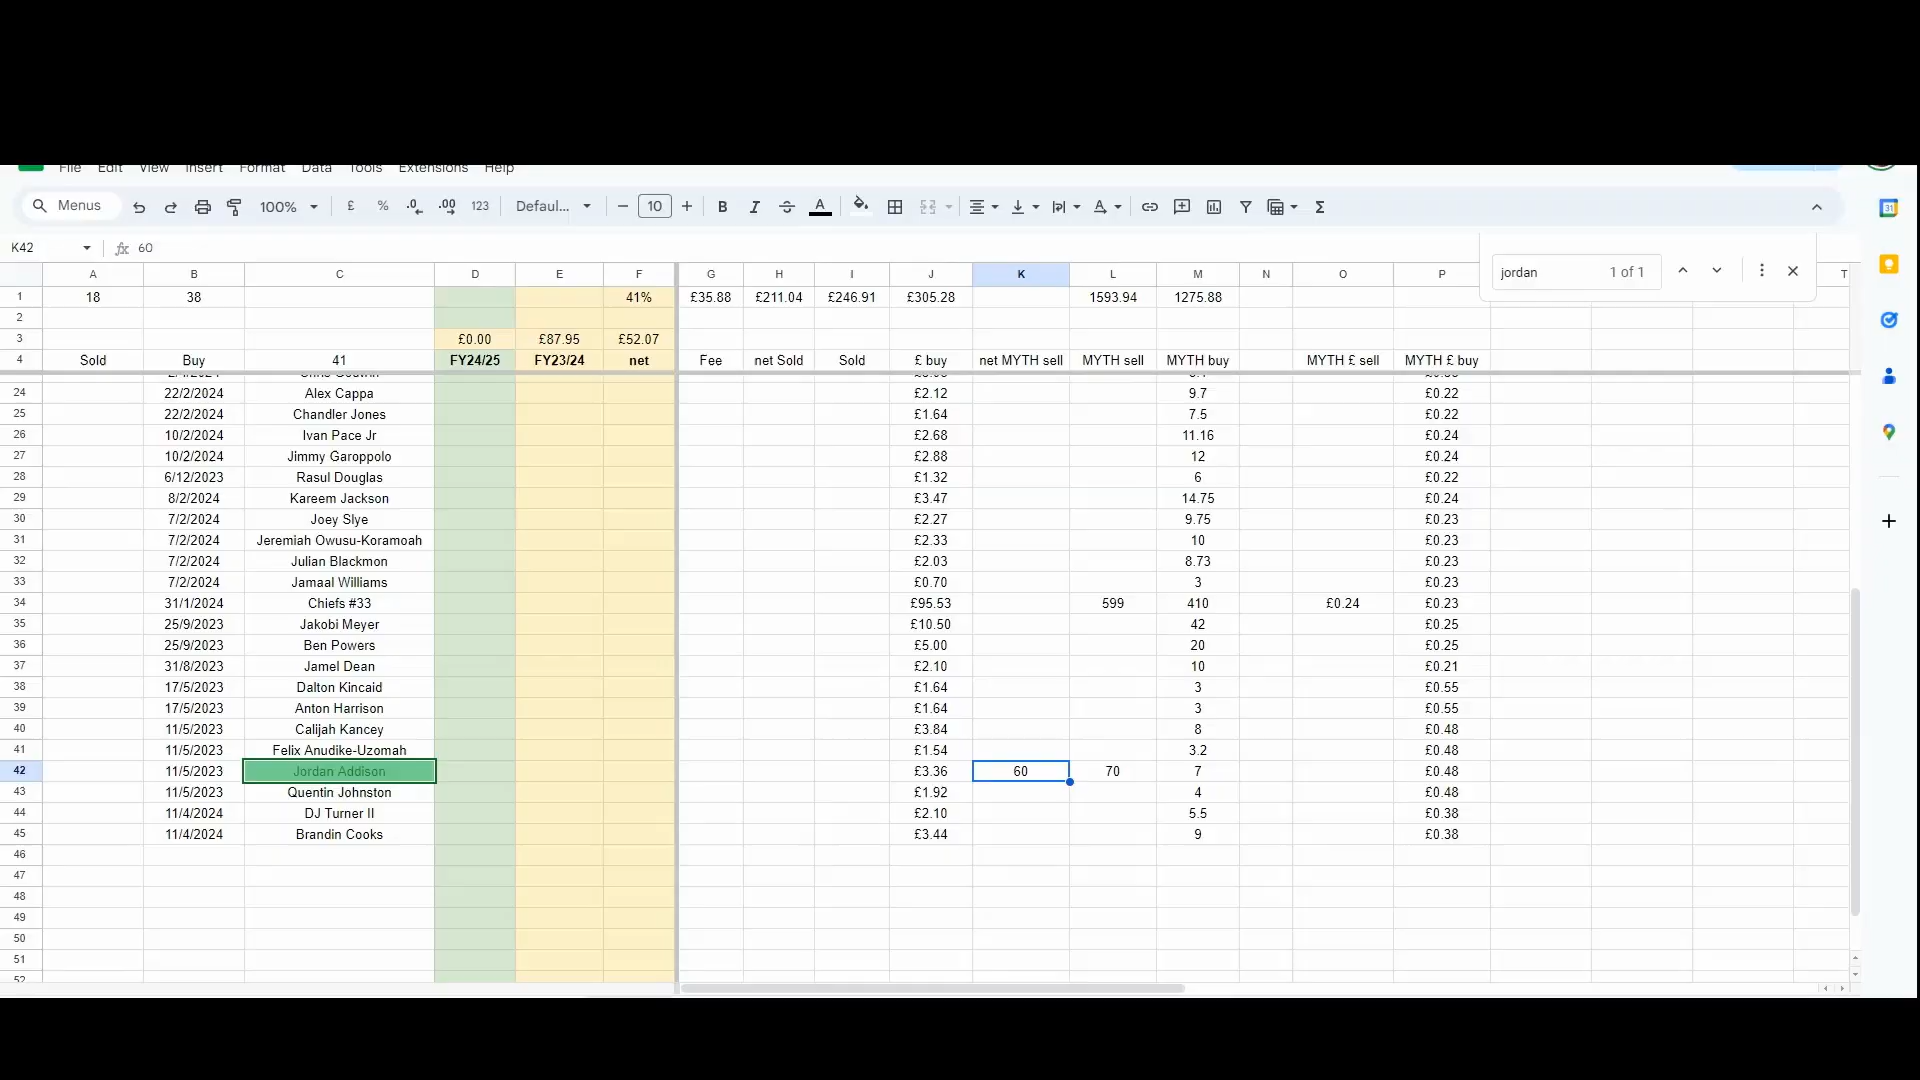 File Edit View Insert Format Data Tools Extensions Help
Menus 100% £ % .0 .00 123 Defaul... 10 B I A
K42 60
jordan 1 of 1
A B C D E F G H I J K L M N O P T
1 18 38 41% £35.88 £211.04 £246.91 £305.28 1593.94 1275.88
2
3 £0.00 £87.95 £52.07
4 Sold Buy 41 FY24/25 FY23/24 net Fee net Sold Sold £ buy net MYTH sell MYTH sell MYTH buy MYTH £ sell MYTH £ buy
24 22/2/2024 Alex Cappa £2.12 9.7 £0.22
25 22/2/2024 Chandler Jones £1.64 7.5 £0.22
26 10/2/2024 Ivan Pace Jr £2.68 11.16 £0.24
27 10/2/2024 Jimmy Garoppolo £2.88 12 £0.24
28 6/12/2023 Rasul Douglas £1.32 6 £0.22
29 8/2/2024 Kareem Jackson £3.47 14.75 £0.24
30 7/2/2024 Joey Slye £2.27 9.75 £0.23
31 7/2/2024 Jeremiah Owusu-Koramoah £2.33 10 £0.23
32 7/2/2024 Julian Blackmon £2.03 8.73 £0.23
33 7/2/2024 Jamaal Williams £0.70 3 £0.23
34 31/1/2024 Chiefs #33 £95.53 599 410 £0.24 £0.23
35 25/9/2023 Jakobi Meyer £10.50 42 £0.25
36 25/9/2023 Ben Powers £5.00 20 £0.25
37 31/8/2023 Jamel Dean £2.10 10 £0.21
38 17/5/2023 Dalton Kincaid £1.64 3 £0.55
39 17/5/2023 Anton Harrison £1.64 3 £0.55
40 11/5/2023 Calijah Kancey £3.84 8 £0.48
41 11/5/2023 Felix Anudike-Uzomah £1.54 3.2 £0.48
42 11/5/2023 Jordan Addison £3.36 60 70 7 £0.48
43 11/5/2023 Quentin Johnston £1.92 4 £0.48
44 11/4/2024 DJ Turner II £2.10 5.5 £0.38
45 11/4/2024 Brandin Cooks £3.44 9 £0.38
46
47
48
49
50
51
52